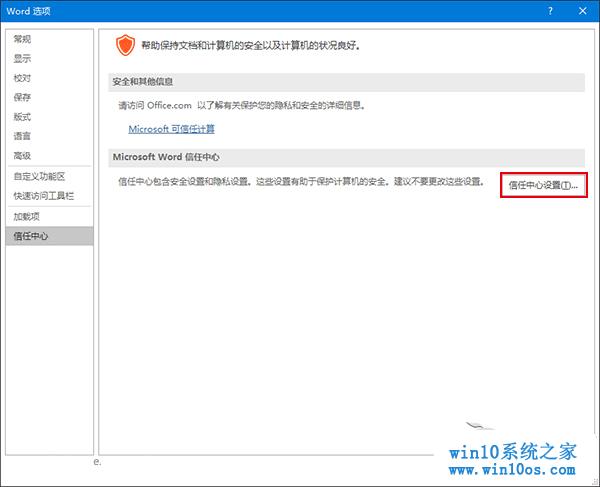 Word 选项
?
常规
显示
校对
保存
版式
语言
高级
自定义功能区
快速访问工具栏
加载项
信任中心
帮助保持文档和计算机的安全以及计算机的状况良好。
安全和其他信息
请访问 Office.com 以了解有关保护您的隐私和安全的详细信息。
Microsoft 可信任计算
Microsoft Word 信任中心
信任中心包含安全设置和隐私设置。这些设置有助于保护计算机的安全。建议不要更改这些设置。
信任中心设置(T)...
e.
win10系统之家
www.win10os.com